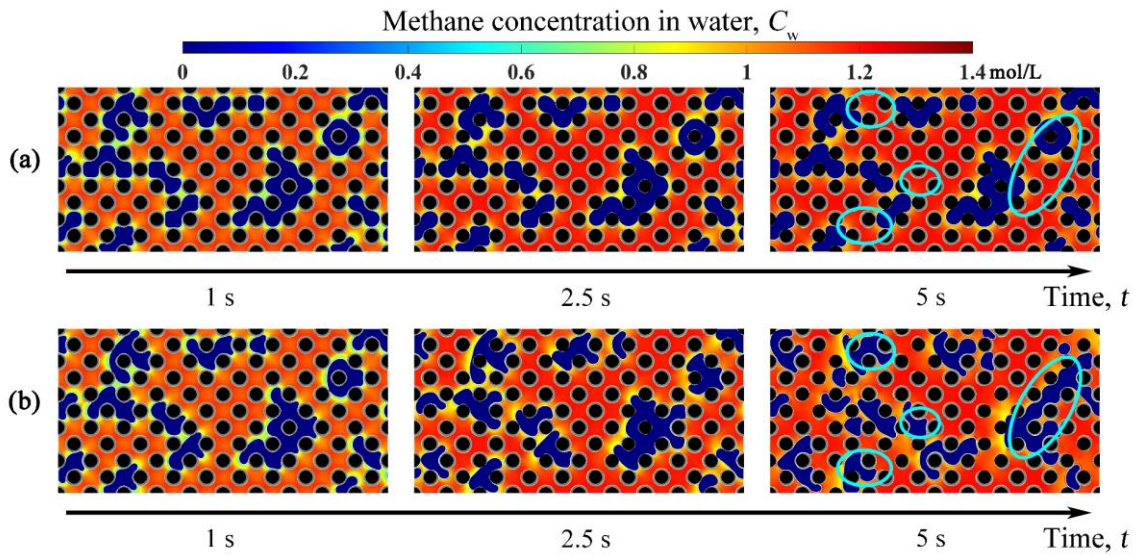 Methane concentration in water, C_w
0 0.2 0.4 0.6 0.8 1 1.2 1.4 mol/L
(a)
1 s 2.5 s 5 s Time, t
(b)
1 s 2.5 s 5 s Time, t